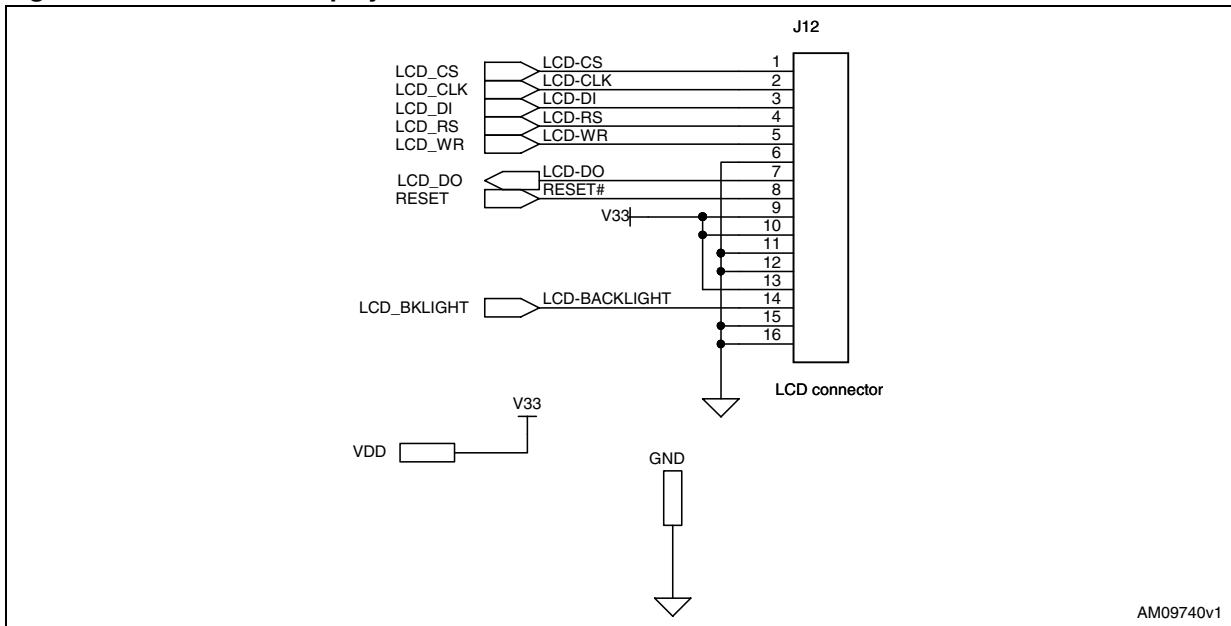 J12
LCD_CS LCD-CS 1
LCD_CLK LCD-CLK 2
LCD_DI LCD-DI 3
LCD_RS LCD-RS 4
LCD_WR LCD-WR 5
6
LCD_DO LCD-DO 7
RESET RESET# 8
V33 9
10
11
12
13
LCD_BKLIGHT LCD-BACKLIGHT 14
15
16
LCD connector
V33
VDD
GND
AM09740v1